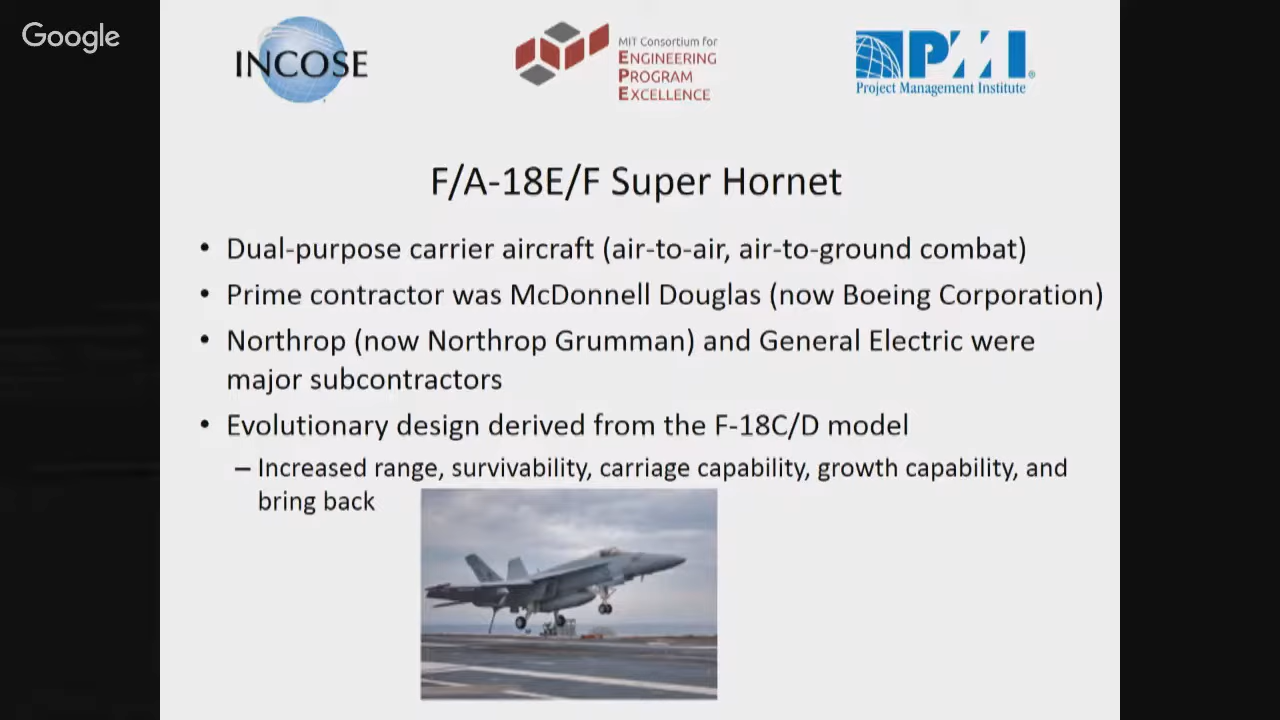 Google
INCOSE
MIT Consortium for
ENGINEERING
PROGRAM
EXCELLENCE
PMI
Project Management Institute
F/A-18E/F Super Hornet
• Dual-purpose carrier aircraft (air-to-air, air-to-ground combat)
• Prime contractor was McDonnell Douglas (now Boeing Corporation)
• Northrop (now Northrop Grumman) and General Electric were
major subcontractors
• Evolutionary design derived from the F-18C/D model
– Increased range, survivability, carriage capability, growth capability, and
bring back